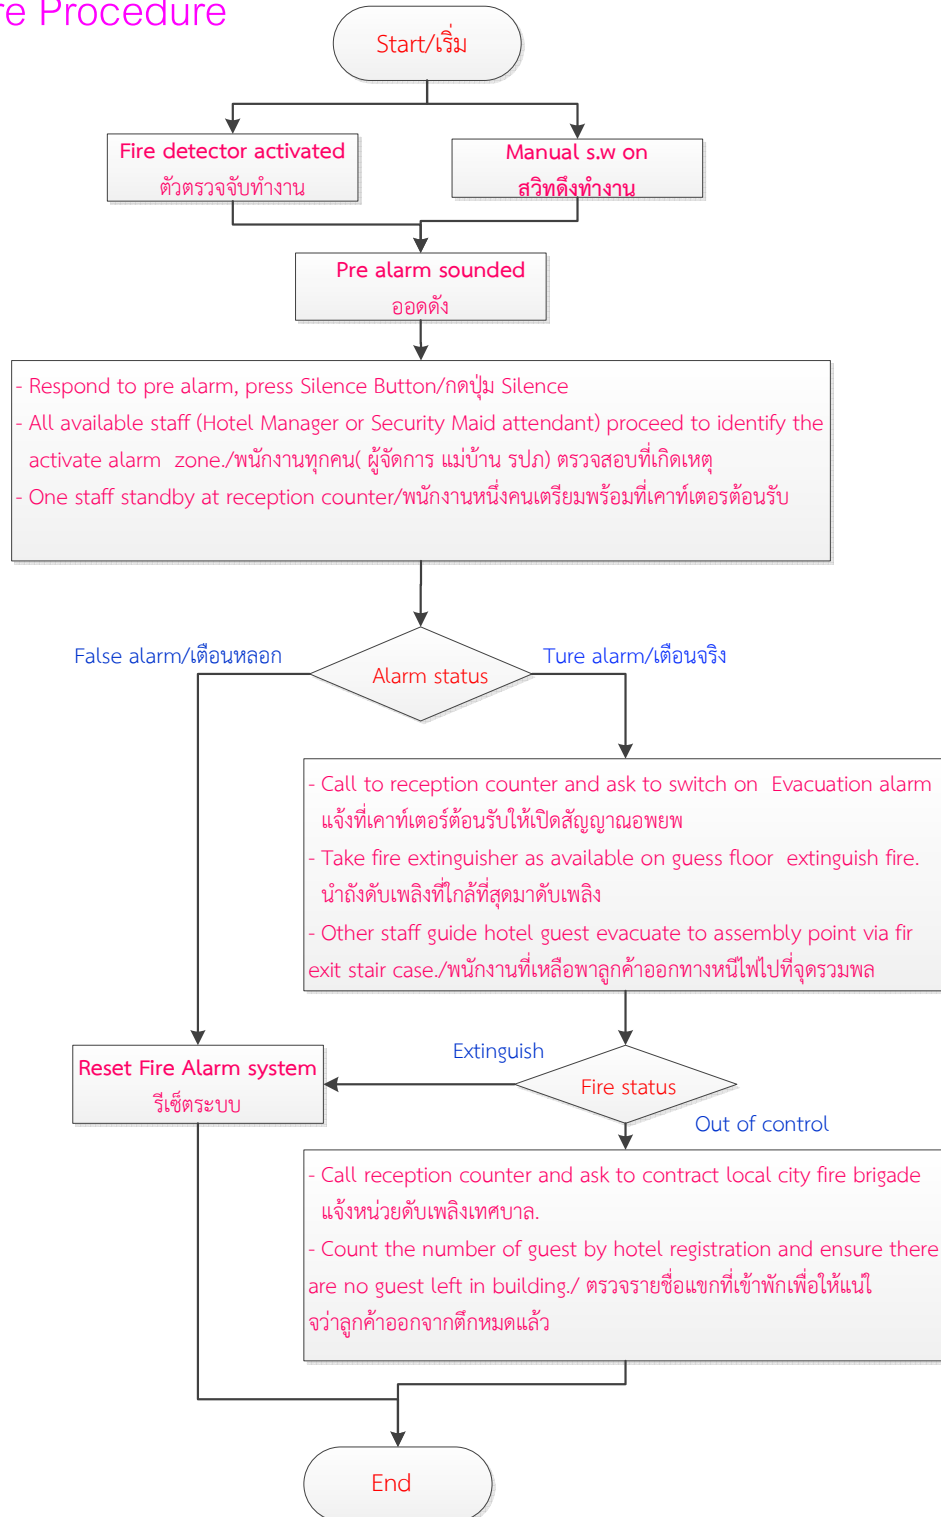 re Procedure
Start/เริ่ม
Fire detector activated
ตัวตรวจจับทำงาน
Manual s.w on
สวิทดึงทำงาน
Pre alarm sounded
ออดดัง
- Respond to pre alarm, press Silence Button/กดปุ่ม Silence
- All available staff (Hotel Manager or Security Maid attendant) proceed to identify the
activate alarm zone./พนักงานทุกคน( ผู้จัดการ แม่บ้าน รปภ) ตรวจสอบที่เกิดเหตุ
- One staff standby at reception counter/พนักงานหนึ่งคนเตรียมพร้อมที่เคาท์เตอรต้อนรับ
False alarm/เตือนหลอก
Ture alarm/เตือนจริง
Alarm status
- Call to reception counter and ask to switch on Evacuation alarm
แจ้งที่เคาท์เตอร์ต้อนรับให้เปิดสัญญาณอพยพ
- Take fire extinguisher as available on guess floor extinguish fire.
นำถังดับเพลิงที่ใกล้ที่สุดมาดับเพลิง
- Other staff guide hotel guest evacuate to assembly point via fir
exit stair case./พนักงานที่เหลือพาลูกค้าออกทางหนีไฟไปที่จุดรวมพล
Extinguish
Reset Fire Alarm system
รีเซ็ตระบบ
Fire status
Out of control
- Call reception counter and ask to contract local city fire brigade
แจ้งหน่วยดับเพลิงเทศบาล.
- Count the number of guest by hotel registration and ensure there
are no guest left in building./ ตรวจรายชื่อแขกที่เข้าพักเพื่อให้แน่ใ
จว่าลูกค้าออกจากตึกหมดแล้ว
End